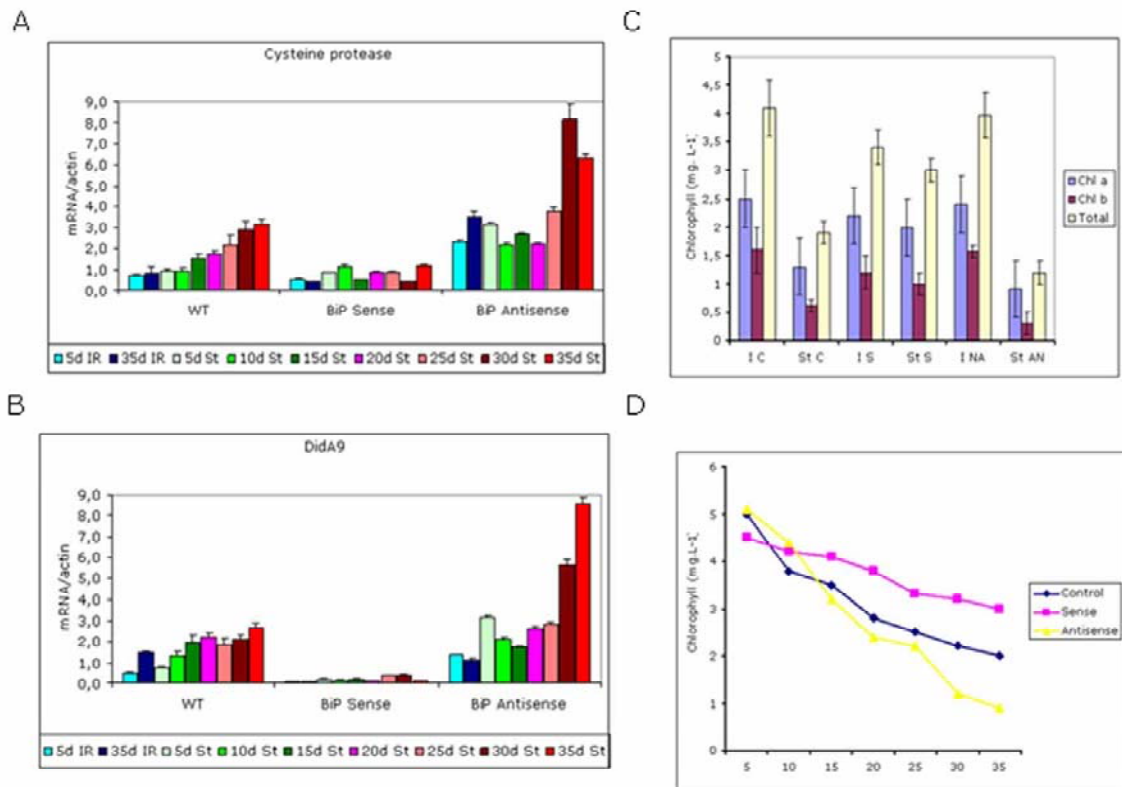 A
Cysteine protease
mRNA/actin
9,0
8,0
7,0
6,0
5,0
4,0
3,0
2,0
1,0
0,0
WT BiP Sense BiP Antisense
5d IR 35d IR 5d St 10d St 15d St 20d St 25d St 30d St 35d St
B
DidA9
mRNA/actin
9,0
8,0
7,0
6,0
5,0
4,0
3,0
2,0
1,0
0,0
WT BiP Sense BiP Antisense
5d IR 35d IR 5d St 10d St 15d St 20d St 25d St 30d St 35d St
C
Chlorophyll (mg. L-1)
5
4,5
4
3,5
3
2,5
2
1,5
1
0,5
0
I C St C I S St S I NA St AN
Chl a
Chl b
Total
D
Chlorophyll (mg.L-1)
6
5
4
3
2
1
0
5 10 15 20 25 30 35
Control
Sense
Antisense